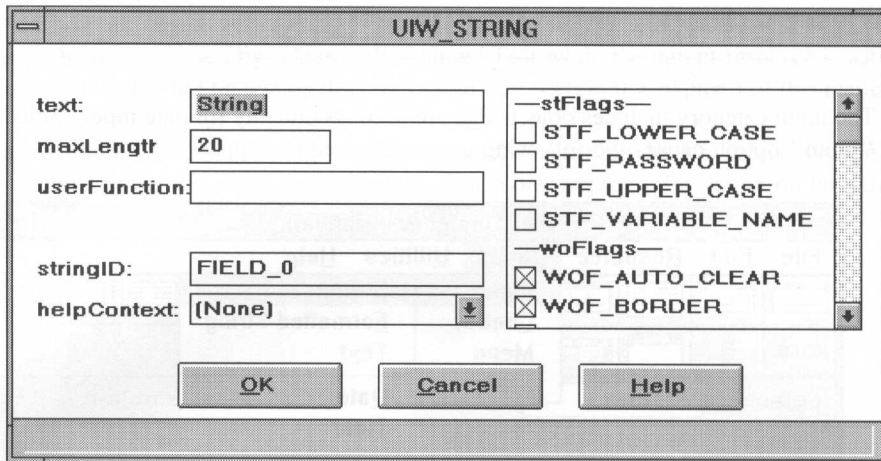 UIW_STRING
text: String
maxLength 20
userFunction:
stringID: FIELD_0
helpContext: (None)
—stFlags—
STF_LOWER_CASE
STF_PASSWORD
STF_UPPER_CASE
STF_VARIABLE_NAME
—woFlags—
WOF_AUTO_CLEAR
WOF_BORDER
OK Cancel Help